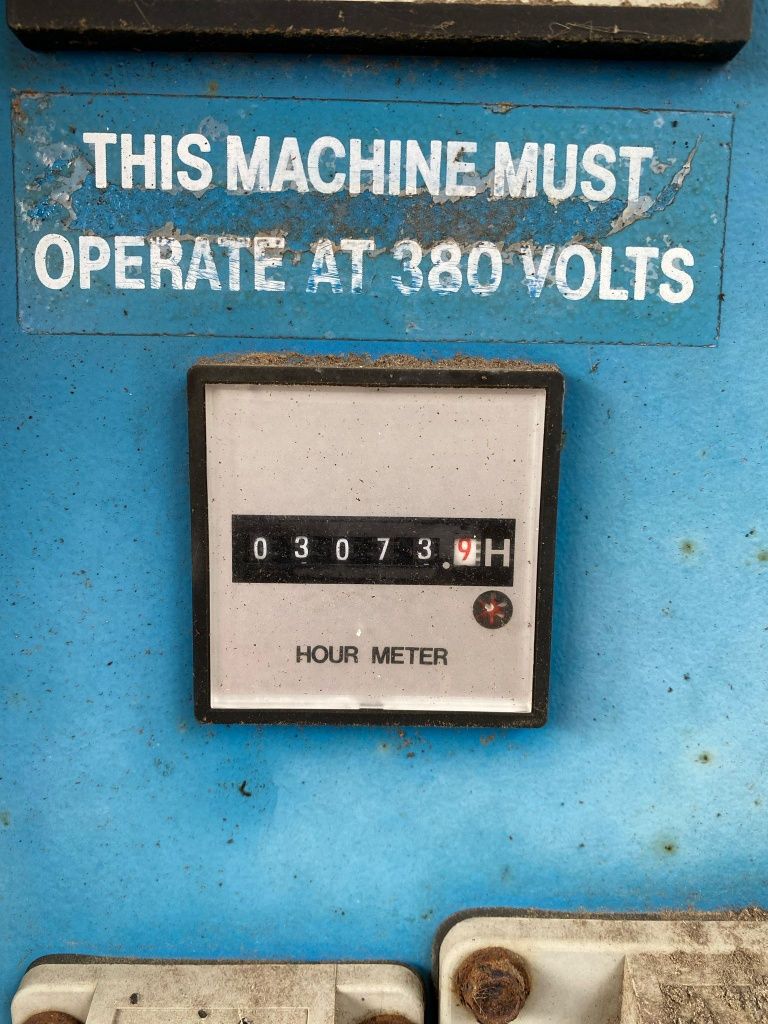 THIS MACHINE MUST
OPERATE AT 380 VOLTS
03073.9H
HOUR METER